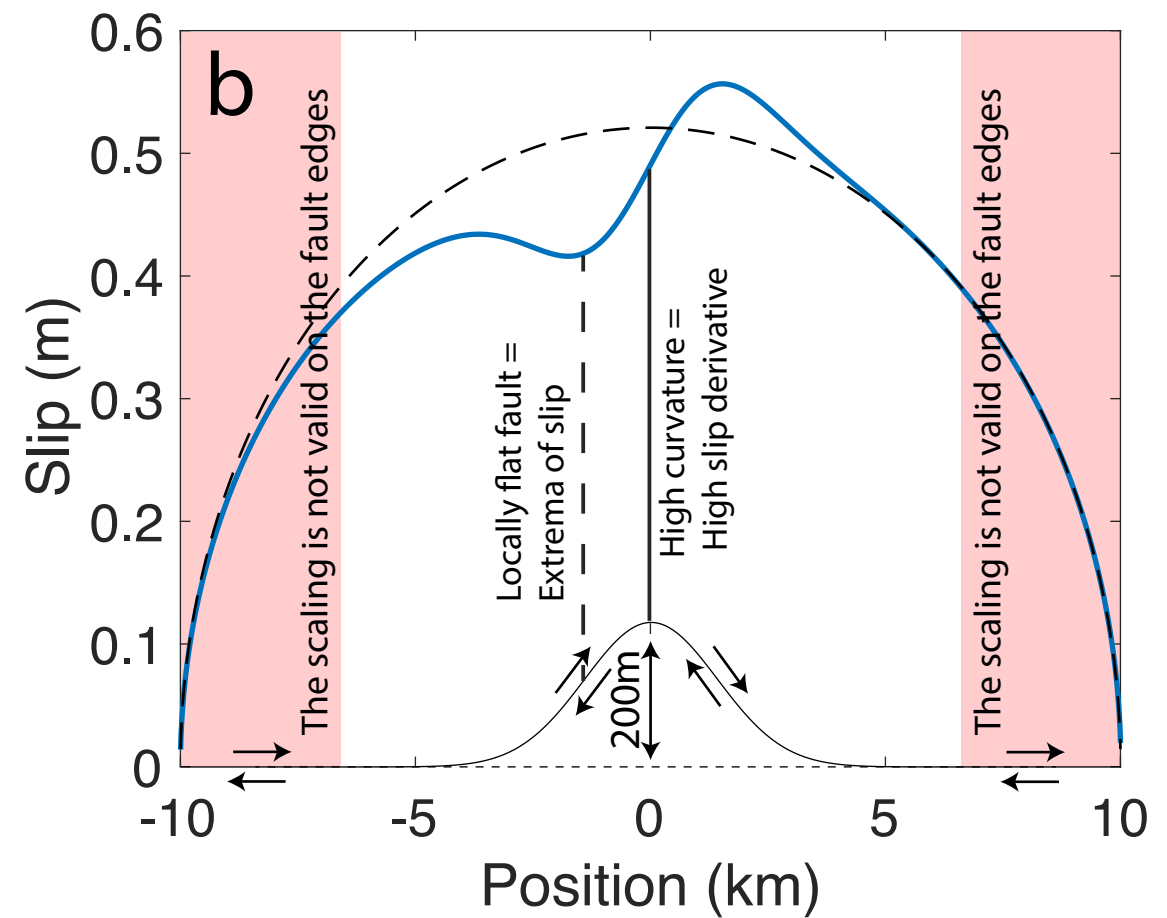 b
0.6
0.5
0.4
0.3
0.2
0.1
0
Slip (m)
The scaling is not valid on the fault edges
Locally flat fault =
Extrema of slip
High curvature =
High slip derivative
200m
The scaling is not valid on the fault edges
-10
-5
0
5
10
Position (km)